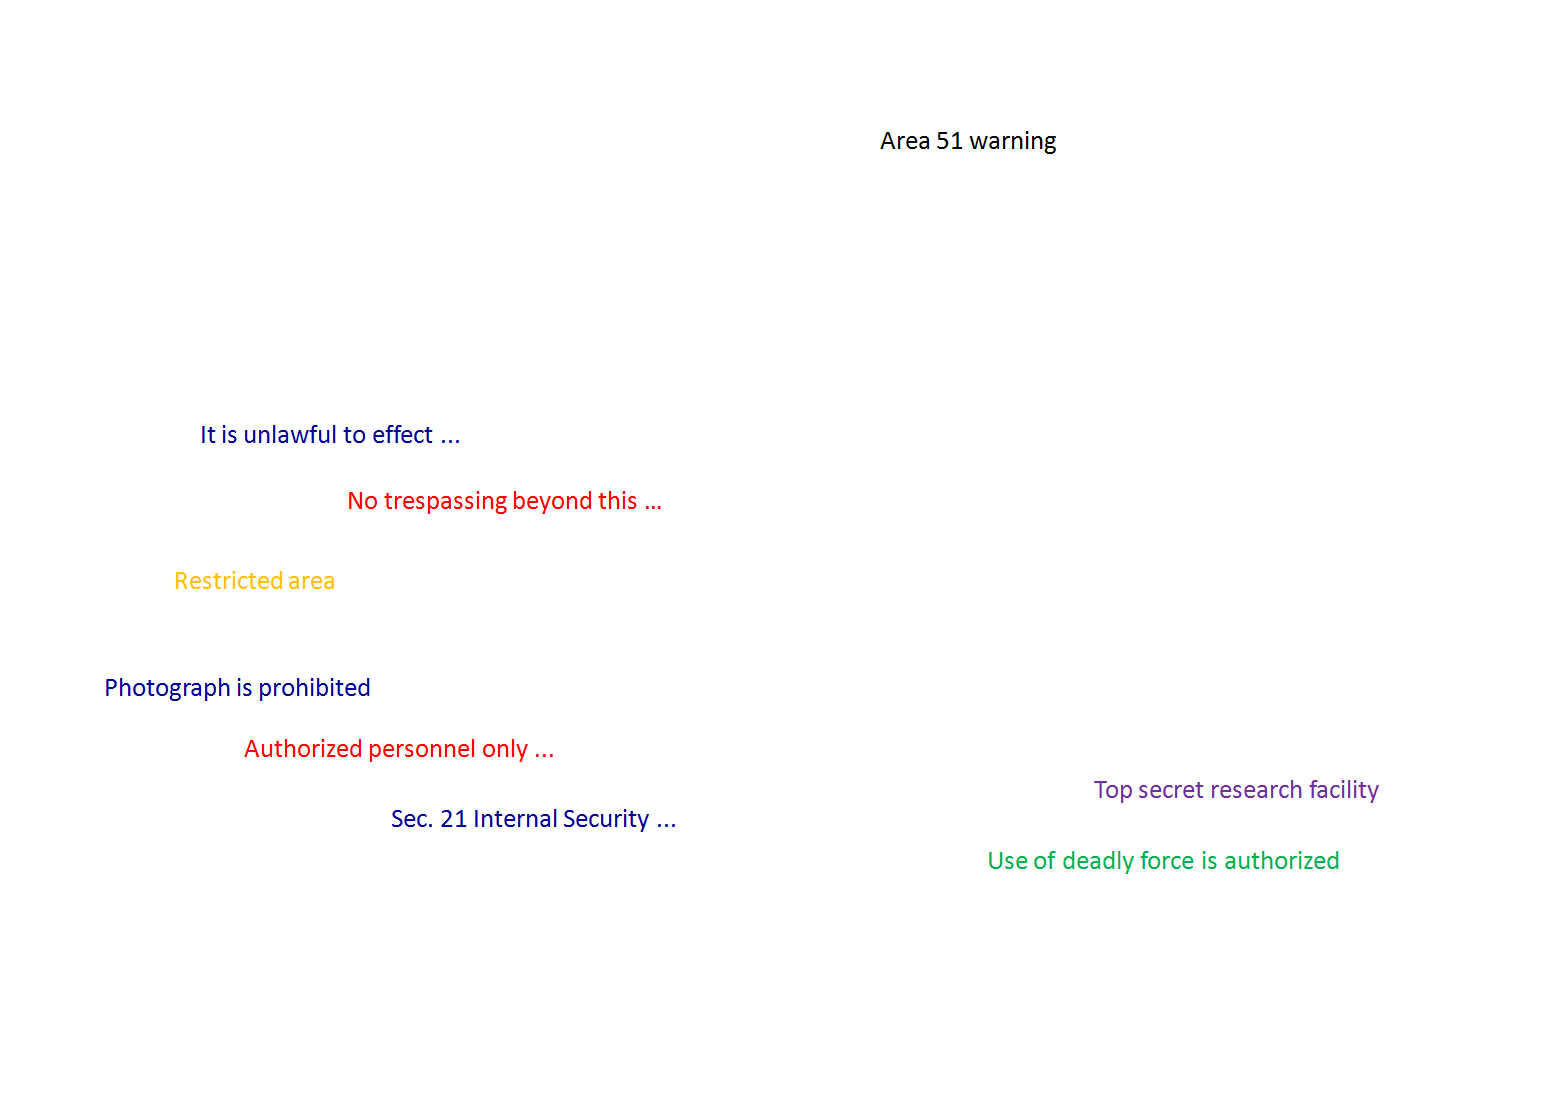 Area 51 warning
It is unlawful to effect ...
No trespassing beyond this ...
Restricted area
Photograph is prohibited
Authorized personnel only ...
Top secret research facility
Sec. 21 Internal Security ...
Use of deadly force is authorized